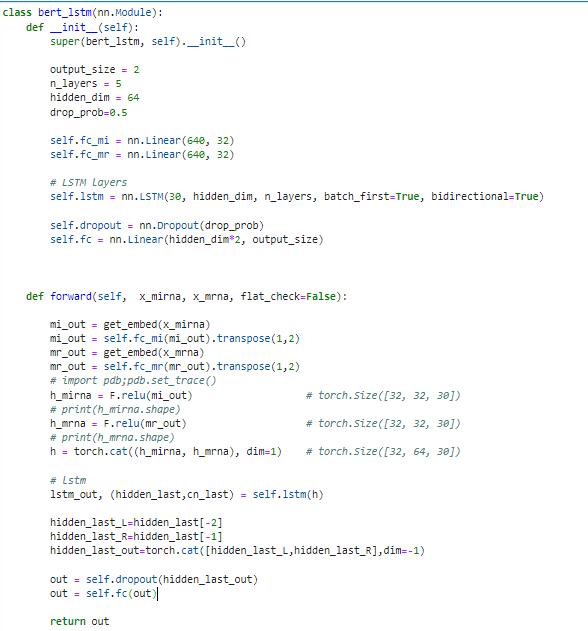 class bert_lstm(nn.Module):
    def __init__(self):
        super(bert_lstm, self).__init__()

        output_size = 2
        n_layers = 5
        hidden_dim = 64
        drop_prob=0.5

        self.fc_mi = nn.Linear(640, 32)
        self.fc_mr = nn.Linear(640, 32)

        # LSTM layers
        self.lstm = nn.LSTM(30, hidden_dim, n_layers, batch_first=True, bidirectional=True)

        self.dropout = nn.Dropout(drop_prob)
        self.fc = nn.Linear(hidden_dim*2, output_size)

    def forward(self,  x_mirna, x_mrna, flat_check=False):

        mi_out = get_embed(x_mirna)
        mi_out = self.fc_mi(mi_out).transpose(1,2)
        mr_out = get_embed(x_mrna)
        mr_out = self.fc_mr(mr_out).transpose(1,2)
        # import pdb;pdb.set_trace()
        h_mirna = F.relu(mi_out)                # torch.Size([32, 32, 30])
        # print(h_mirna.shape)
        h_mrna = F.relu(mr_out)                 # torch.Size([32, 32, 30])
        # print(h_mrna.shape)
        h = torch.cat((h_mirna, h_mrna), dim=1)   # torch.Size([32, 64, 30])

        # Lstm
        lstm_out, (hidden_last,cn_last) = self.lstm(h)

        hidden_last_L=hidden_last[-2]
        hidden_last_R=hidden_last[-1]
        hidden_last_out=torch.cat([hidden_last_L,hidden_last_R],dim=-1)

        out = self.dropout(hidden_last_out)
        out = self.fc(out)

        return out